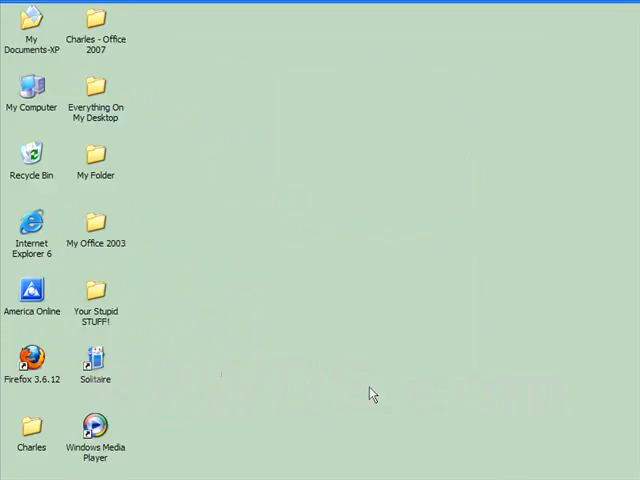 My
Documents-XP
Charles - Office
2007
My Computer
Everything On
My Desktop
Recycle Bin
My Folder
Internet
Explorer 6
My Office 2003
America Online
Your Stupid
STUFF!
Firefox 3.6.12
Solitaire
Charles
Windows Media
Player